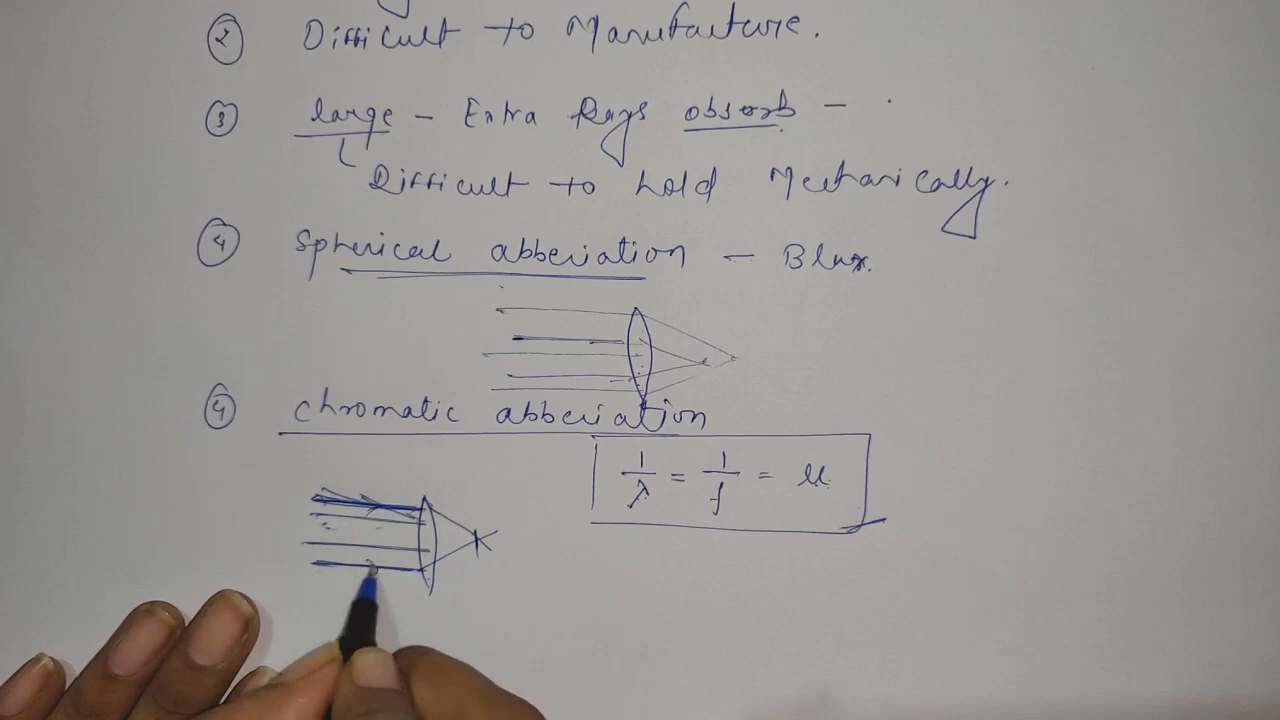 ② Difficult to Manufacture.
③ large - Extra Rays obsorb -
Difficult to hold Mechanically.
④ Spherical abberiation - Blur.
④ chromatic abberiation
1/λ = 1/f = μ